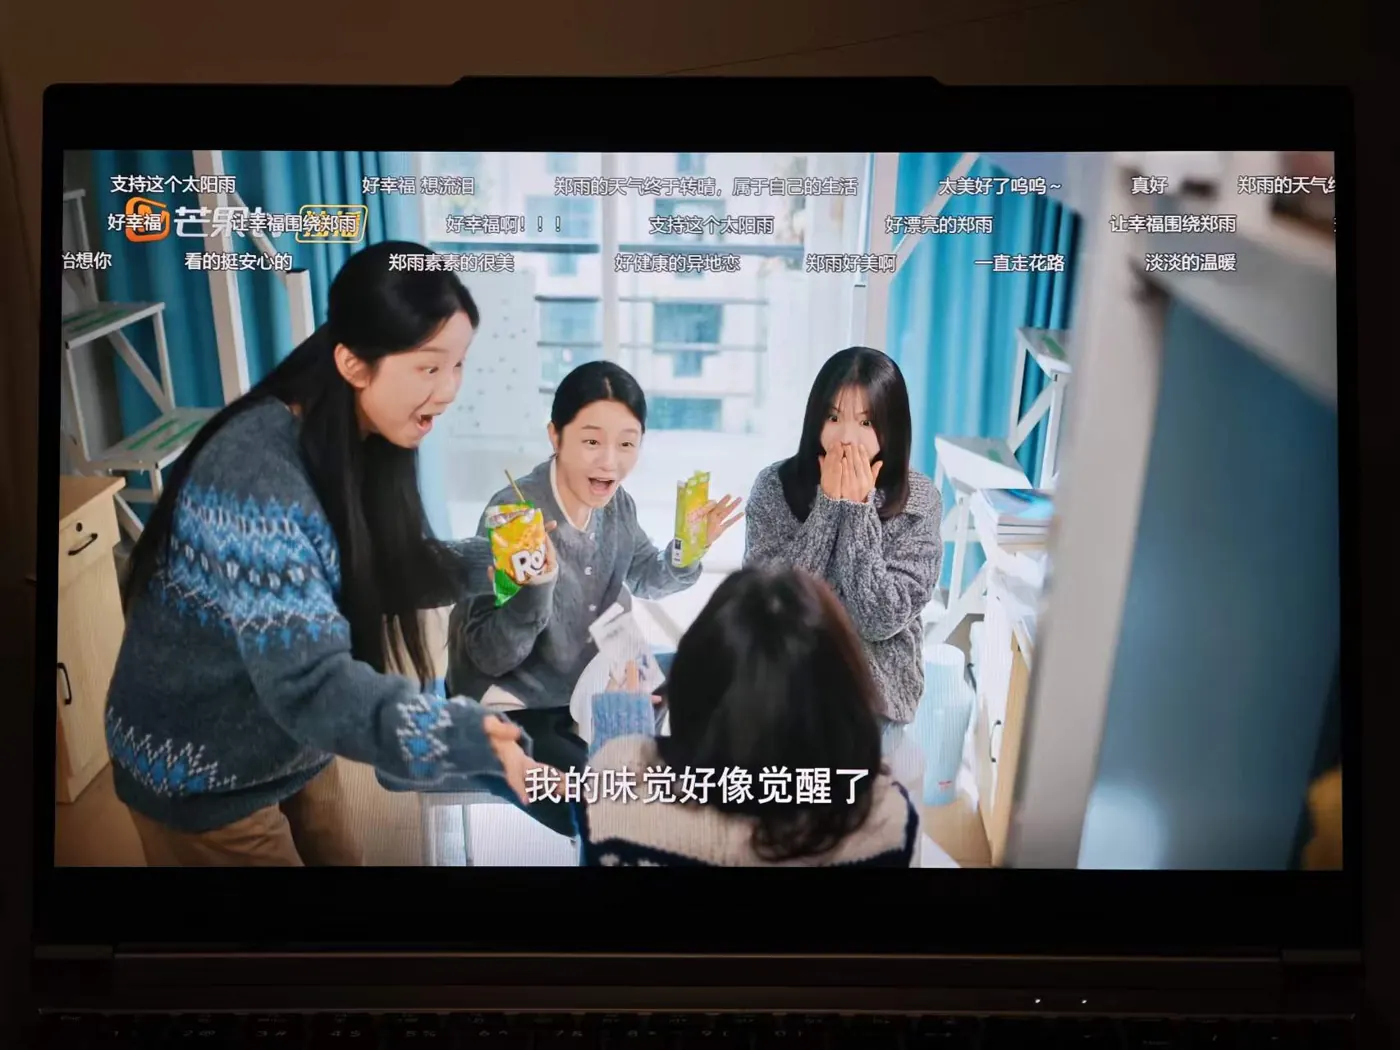 支持这个太阳雨 好幸福 想流泪 郑雨的天气终于转晴，属于自己的生活 太美好了呜呜~ 真好 郑雨的天气
好幸福 芒果 让幸福围绕郑雨 好幸福啊！！！ 支持这个太阳雨 好漂亮的郑雨 让幸福围绕郑雨
想你 看的挺安心的 郑雨素素的很美 好健康的异地恋 郑雨好美啊 一直走花路 淡淡的温暖
Ro
我的味觉好像觉醒了